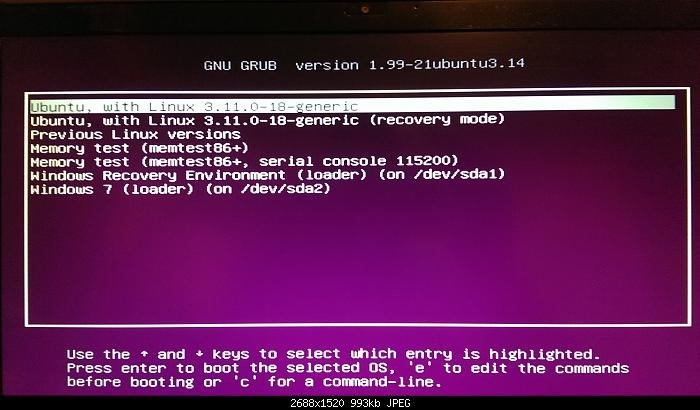 GNU GRUB version 1.99-21ubuntu3.14
Ubuntu, with Linux 3.11.0-18-generic
Ubuntu, with Linux 3.11.0-18-generic (recovery mode)
Previous Linux versions
Memory test (memtest86+)
Memory test (memtest86+, serial console 115200)
Windows Recovery Environment (loader) (on /dev/sda1)
Windows 7 (loader) (on /dev/sda2)
Use the ↑ and ↓ keys to select which entry is highlighted.
Press enter to boot the selected OS, 'e' to edit the commands
before booting or 'c' for a command-line.
2688x1520 993kb JPEG